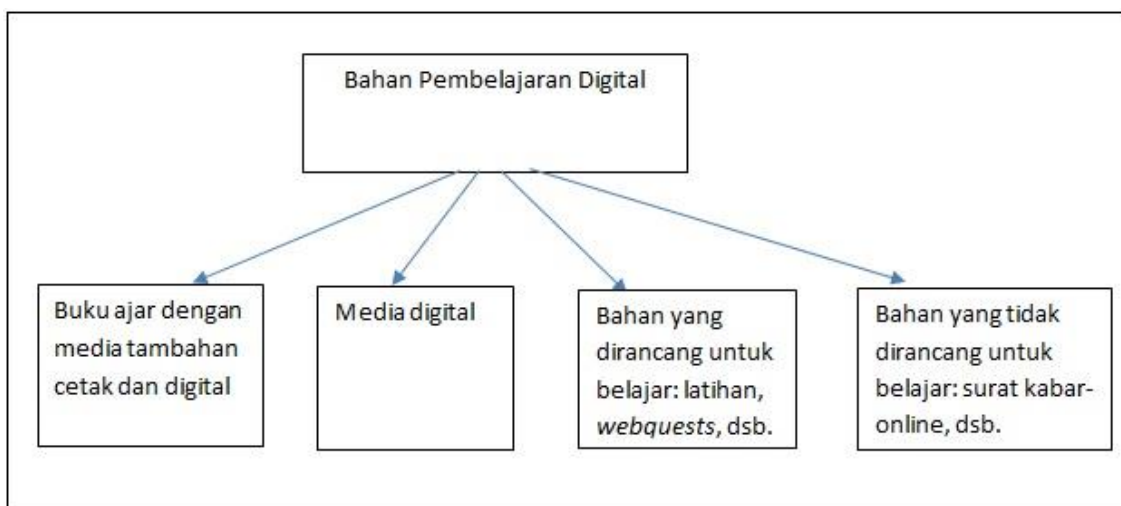 Bahan Pembelajaran Digital
Buku ajar dengan
media tambahan
cetak dan digital
Media digital
Bahan yang
dirancang untuk
belajar: latihan,
webquests, dsb.
Bahan yang tidak
dirancang untuk
belajar: surat kabar-
online, dsb.